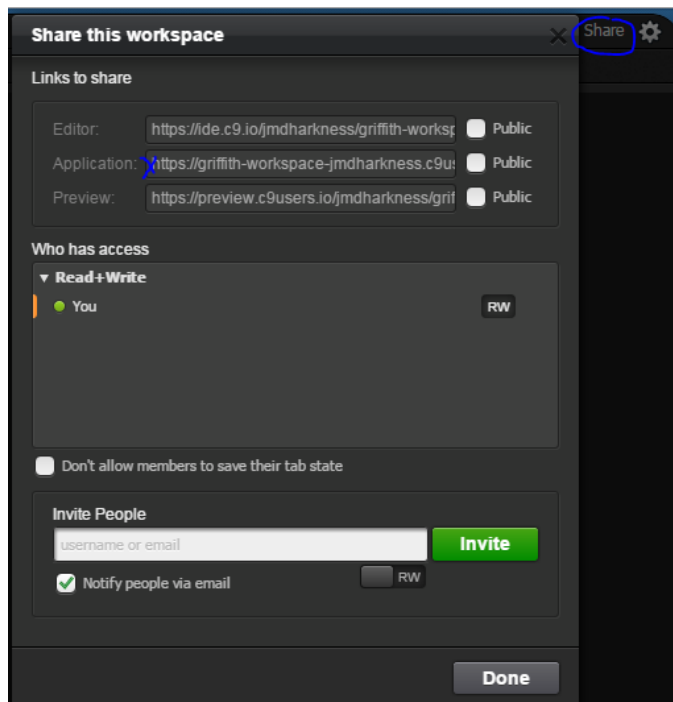 Share this workspace
Share
Links to share
Editor: https://ide.c9.io/jmdharkness/griffith-worksp Public
Application: https://griffith-workspace-jmdharkness.c9us Public
Preview: https://preview.c9users.io/jmdharkness/grif Public
Who has access
Read+Write
You RW
Don't allow members to save their tab state
Invite People
username or email Invite
Notify people via email RW
Done